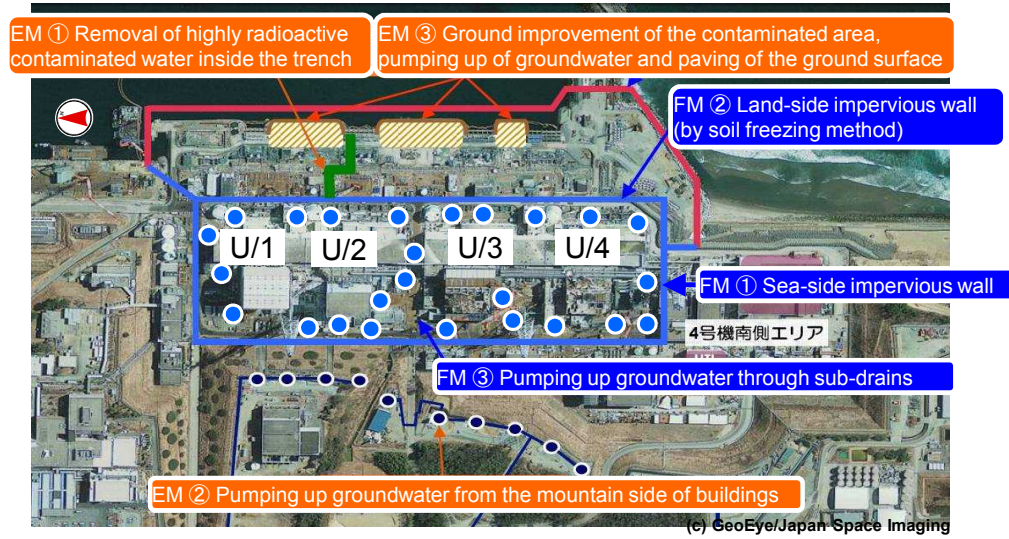 EM ① Removal of highly radioactive
contaminated water inside the trench
EM ③ Ground improvement of the contaminated area,
pumping up of groundwater and paving of the ground surface
FM ② Land-side impervious wall
(by soil freezing method)
U/1
U/2
U/3
U/4
FM ① Sea-side impervious wall
4号機南側エリア
FM ③ Pumping up groundwater through sub-drains
EM ② Pumping up groundwater from the mountain side of buildings
(c) GeoEye/Japan Space Imaging